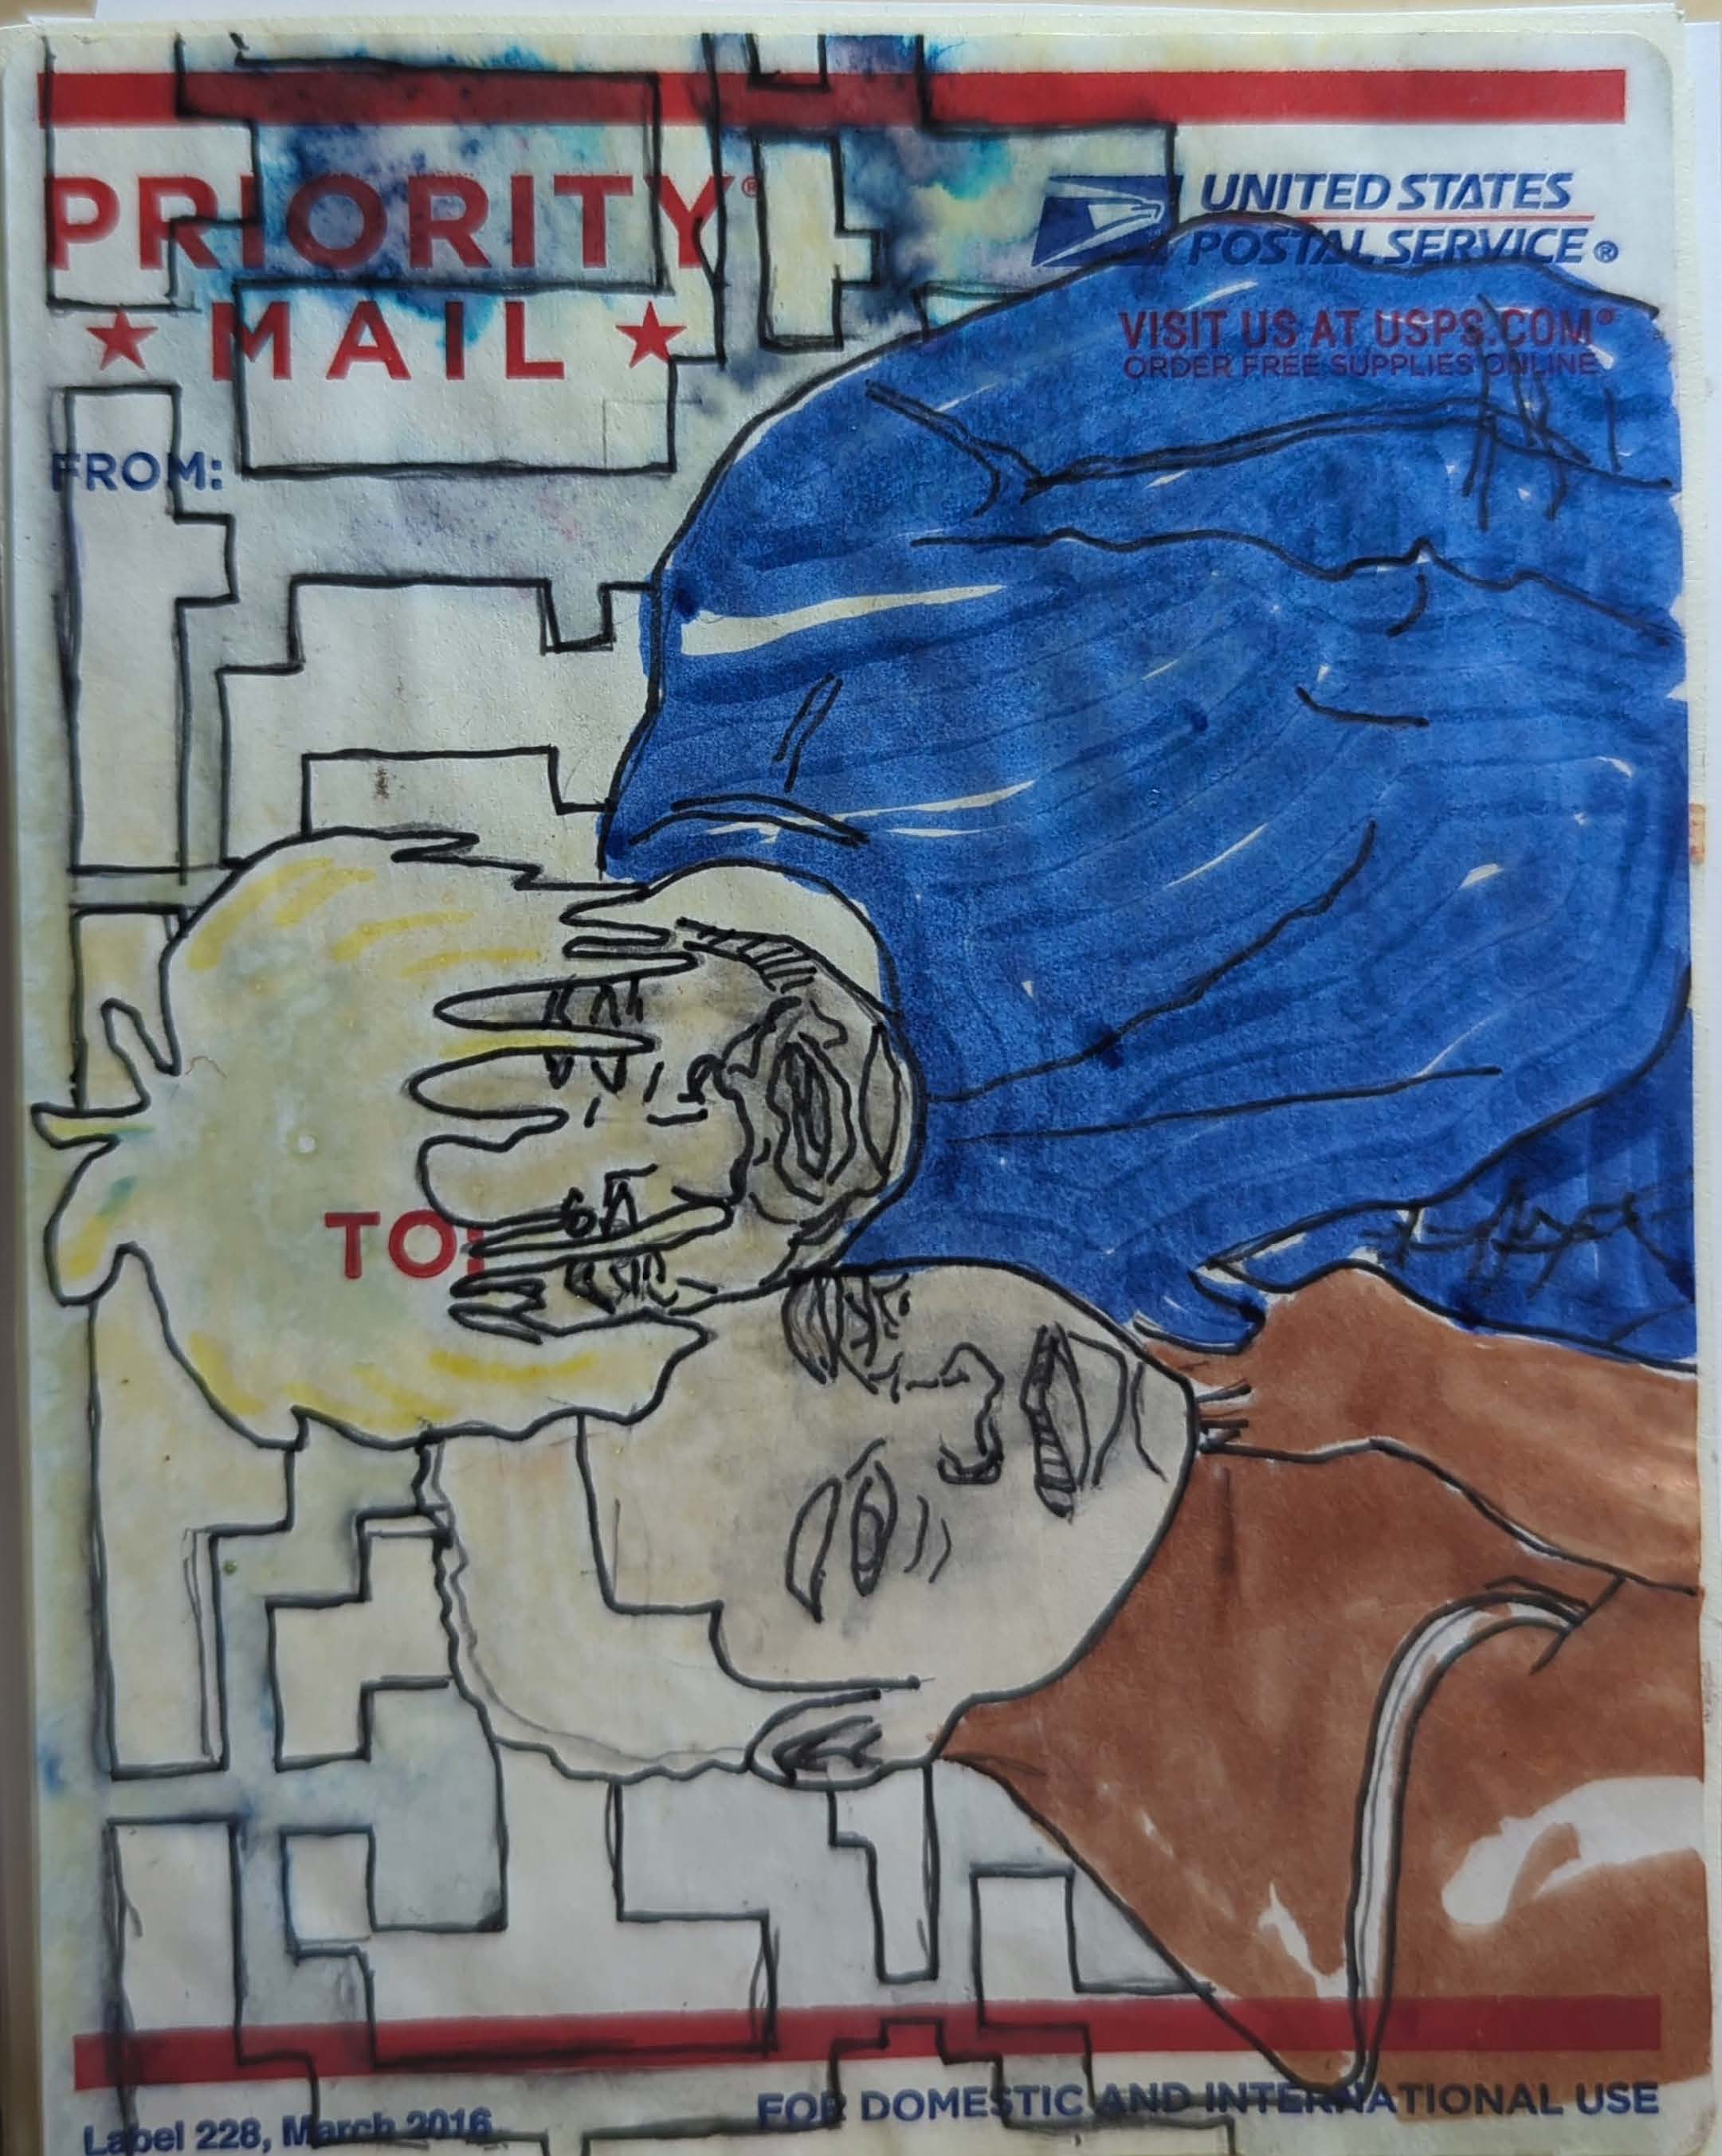 PRIORITY®
★ MAIL ★
UNITED STATES
POSTAL SERVICE®
VISIT US AT USPS.COM®
ORDER FREE SUPPLIES ONLINE
FROM:
TO:
Label 228, March 2016
FOR DOMESTIC AND INTERNATIONAL USE